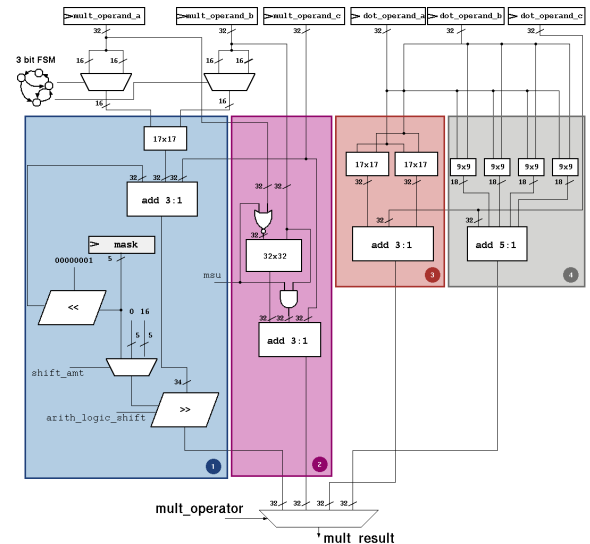 mult_operand_a
mult_operand_b
mult_operand_c
dot_operand_a
dot_operand_b
dot_operand_c
32
32
32
32
32
32
3 bit FSM
16
16
16
16
16
16
17x17
17x17
17x17
9x9
9x9
9x9
9x9
32
32
18
18
18
18
32
32
32
32
32
add 3:1
32
32
32
add 3:1
add 5:1
mask
5
32x32
00000001
msu
<<
0 16
5
5
32
32
32
add 3:1
shift_amt
34
arith_logic_shift
>>
1
2
3
4
32
32
32
32
mult_operator
mult_result